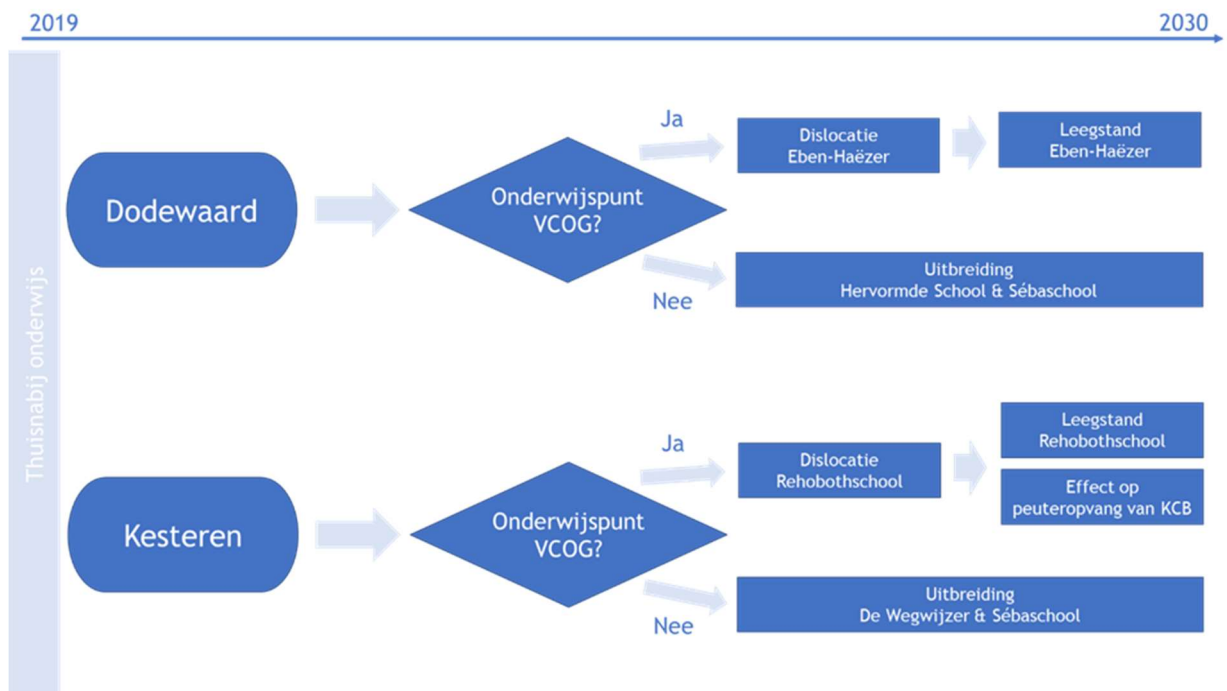 2019
2030
Thuisnabij onderwijs
Dodewaard
Onderwijspunt
VCOG?
Ja
Dislocatie
Eben-Haëzer
Leegstand
Eben-Haëzer
Nee
Uitbreiding
Hervormde School & Sébaschool
Kesteren
Onderwijspunt
VCOG?
Ja
Dislocatie
Rehobothschool
Leegstand
Rehobothschool
Effect op
peuteropvang van KCB
Nee
Uitbreiding
De Wegwijzer & Sébaschool